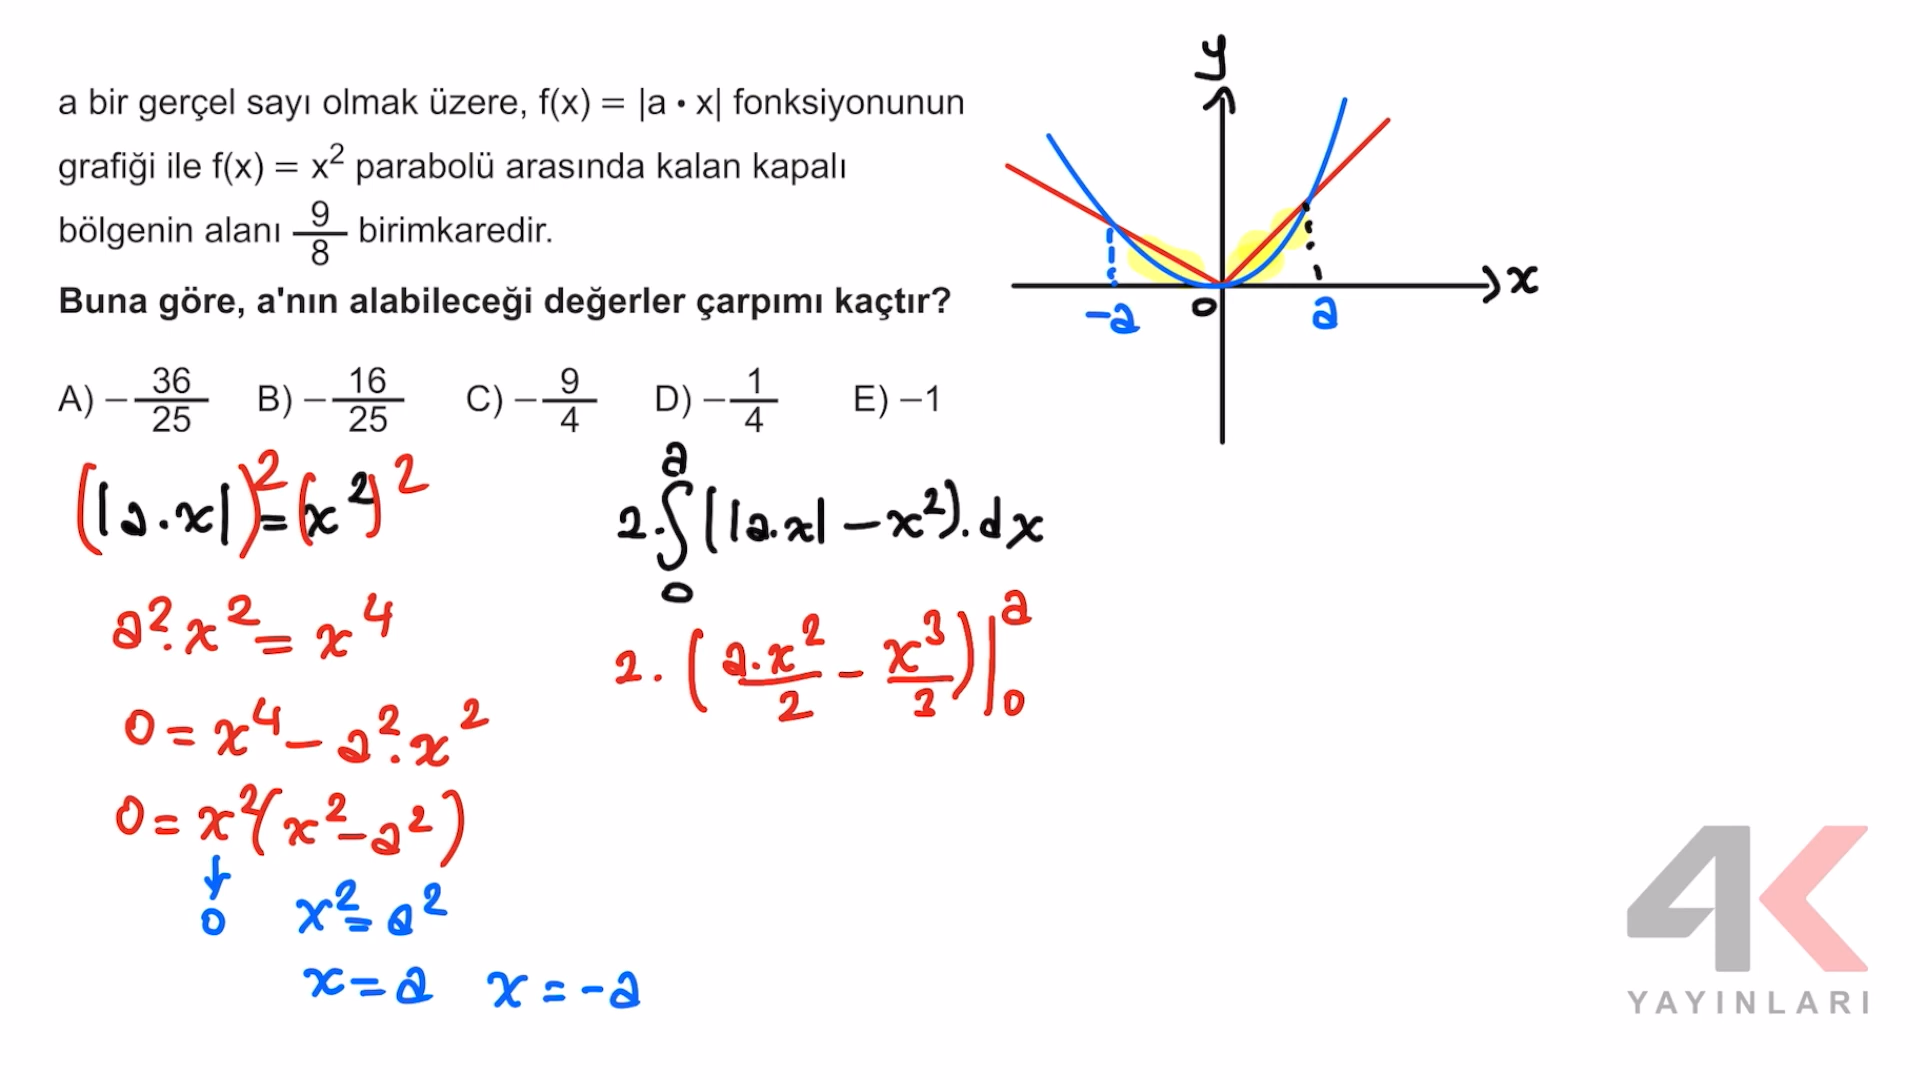 a bir gerçel sayı olmak üzere, f(x) = |a • x| fonksiyonunun
grafiği ile f(x) = x² parabolü arasında kalan kapalı
bölgenin alanı 9/8 birimkaredir.
Buna göre, a'nın alabileceği değerler çarpımı kaçtır?
A) −36/25 B) −16/25 C) −9/4 D) −1/4 E) −1
y
x
-a 0 a
(|a.x|)² = (x²)²
a².x² = x⁴
0 = x⁴ - a².x²
0 = x²(x² - a²)
0 x² = a²
x = a x = -a
2.∫₀ᵃ (|a.x| - x²).dx
2. (a.x²/2 - x³/3)|₀ᵃ
4K
YAYINLARI